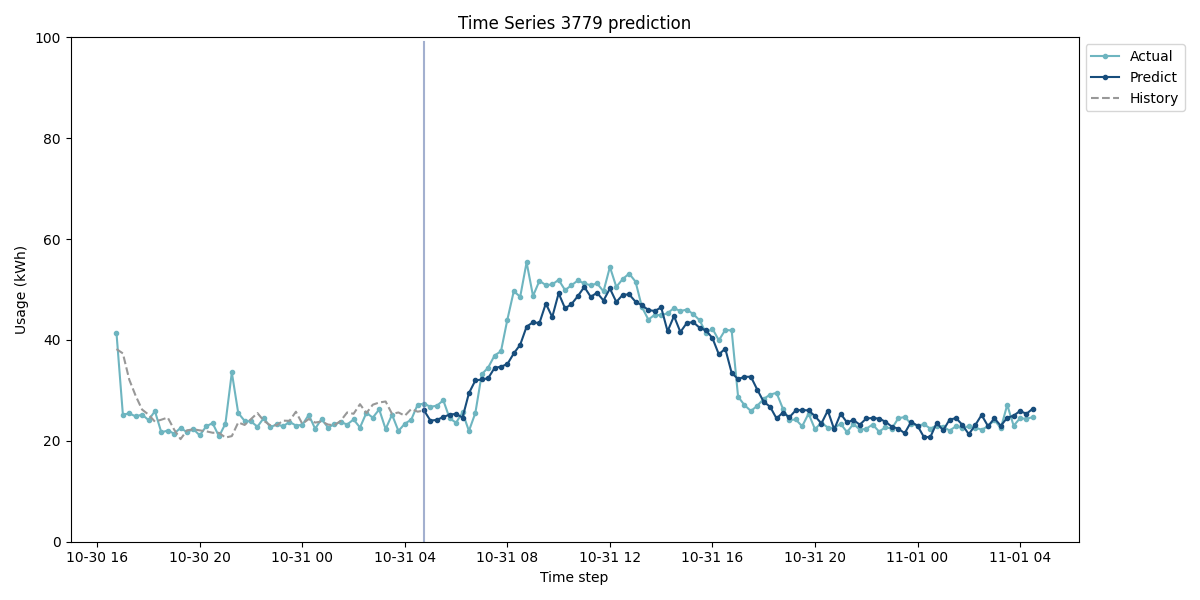 Time Series 3779 prediction
100
80
60
40
20
0
Usage (kWh)
10-30 16
10-30 20
10-31 00
10-31 04
10-31 08
10-31 12
10-31 16
10-31 20
11-01 00
11-01 04
Time step
Actual
Predict
History